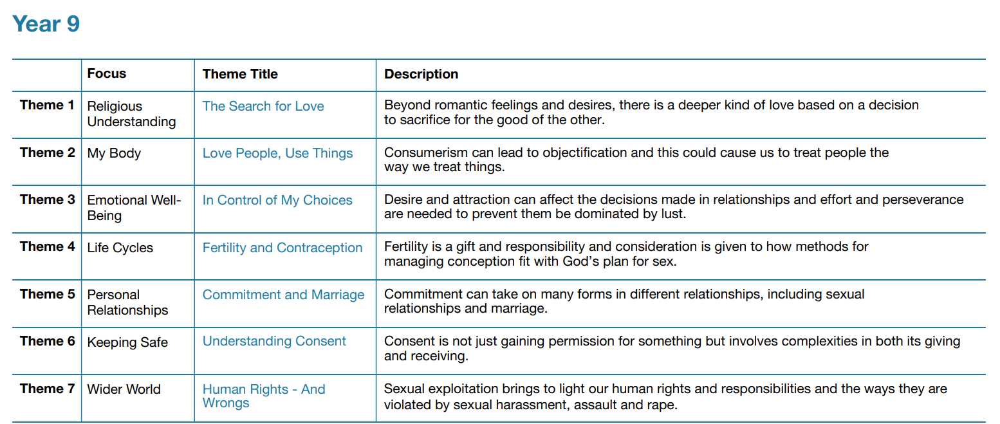 Year 9
Focus Theme Title Description
Theme 1 Religious Understanding The Search for Love Beyond romantic feelings and desires, there is a deeper kind of love based on a decision
to sacrifice for the good of the other.
Theme 2 My Body Love People, Use Things Consumerism can lead to objectification and this could cause us to treat people the
way we treat things.
Theme 3 Emotional Well-
Being In Control of My Choices Desire and attraction can affect the decisions made in relationships and effort and perseverance
are needed to prevent them be dominated by lust.
Theme 4 Life Cycles Fertility and Contraception Fertility is a gift and responsibility and consideration is given to how methods for
managing conception fit with God’s plan for sex.
Theme 5 Personal
Relationships Commitment and Marriage Commitment can take on many forms in different relationships, including sexual
relationships and marriage.
Theme 6 Keeping Safe Understanding Consent Consent is not just gaining permission for something but involves complexities in both its giving
and receiving.
Theme 7 Wider World Human Rights - And
Wrongs Sexual exploitation brings to light our human rights and responsibilities and the ways they are
violated by sexual harassment, assault and rape.